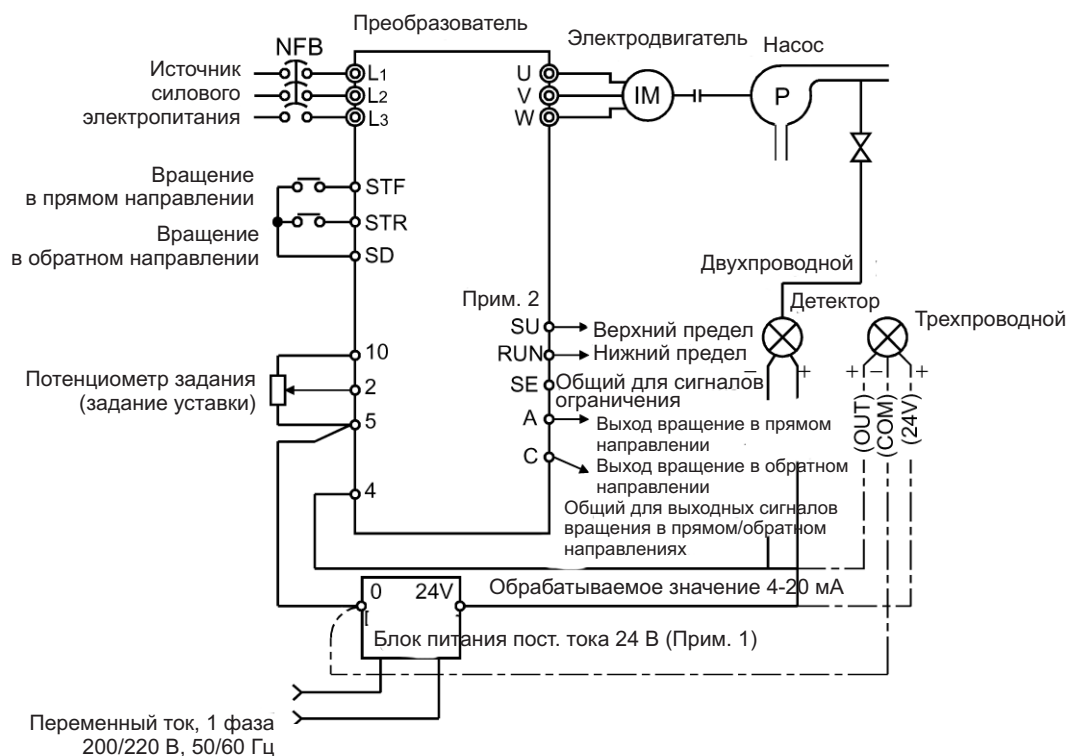 Преобразователь
Электродвигатель
Насос
NFB
Источник
силового
электропитания
L1
L2
L3
U
V
W
IM
P
Вращение
в прямом направлении
STF
STR
Вращение
в обратном направлении
SD
Двухпроводной
Прим. 2
Детектор
Трехпроводной
SU
Верхний предел
RUN
Нижний предел
SE
Общий для сигналов
ограничения
− +
+ − +
(OUT)
(COM)
(24V)
10
Потенциометр задания
(задание уставки)
2
5
A
Выход вращение в прямом
направлении
C
Выход вращение в обратном
направлении
4
Общий для выходных сигналов
вращения в прямом/обратном
направлениях
0 24V
Обрабатываемое значение 4-20 мА
Блок питания пост. тока 24 В (Прим. 1)
Переменный ток, 1 фаза
200/220 В, 50/60 Гц